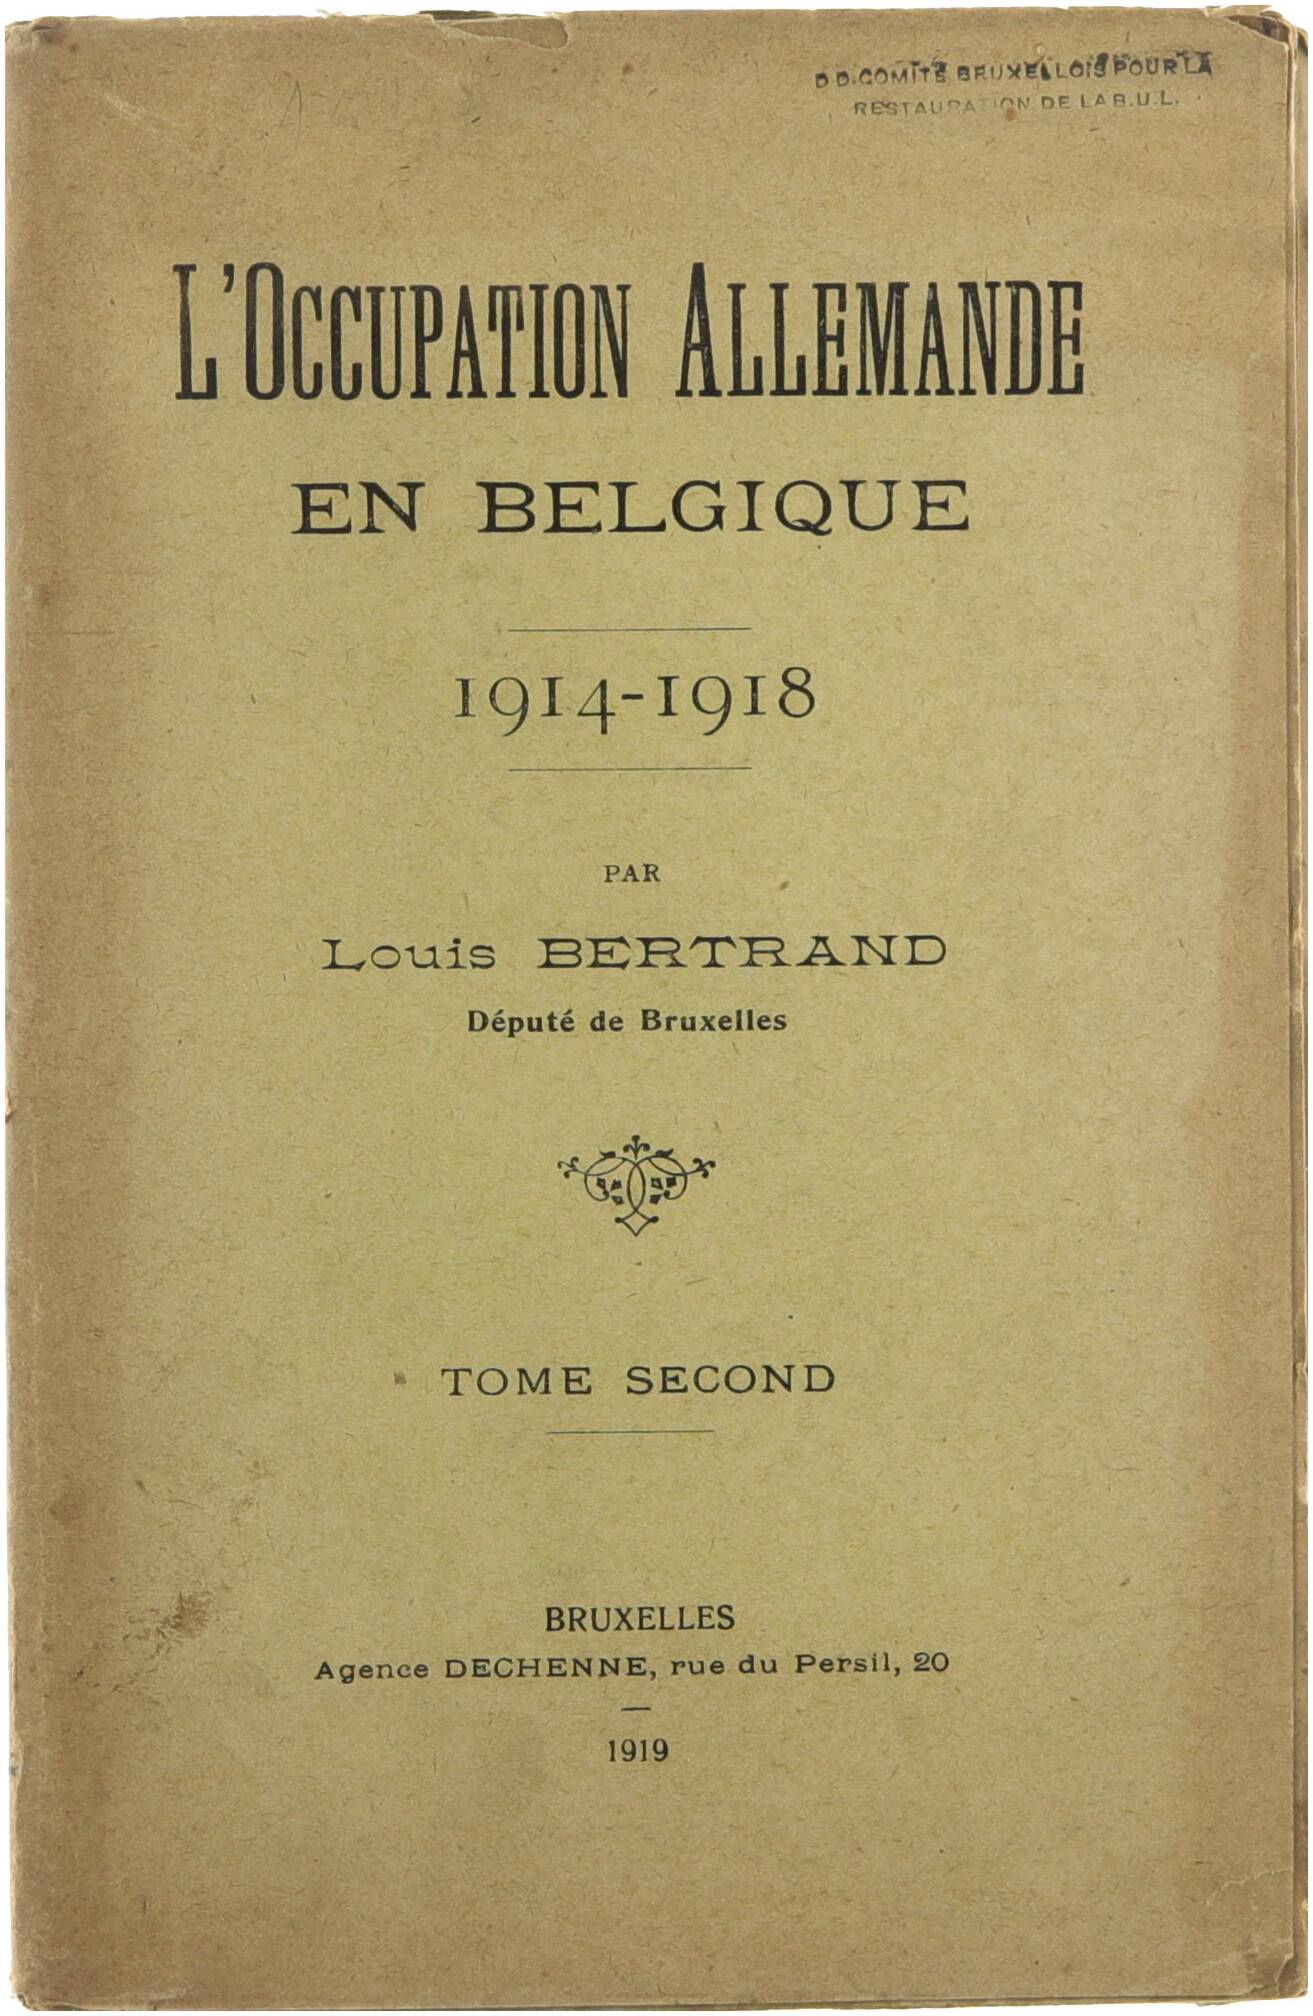 D D. COMITÉ BRUXELLOIS POUR LA
RESTAURATION DE LA B.U.L.
L'OCCUPATION ALLEMANDE
EN BELGIQUE
1914-1918
PAR
Louis BERTRAND
Député de Bruxelles
TOME SECOND
BRUXELLES
Agence DECHENNE, rue du Persil, 20
1919